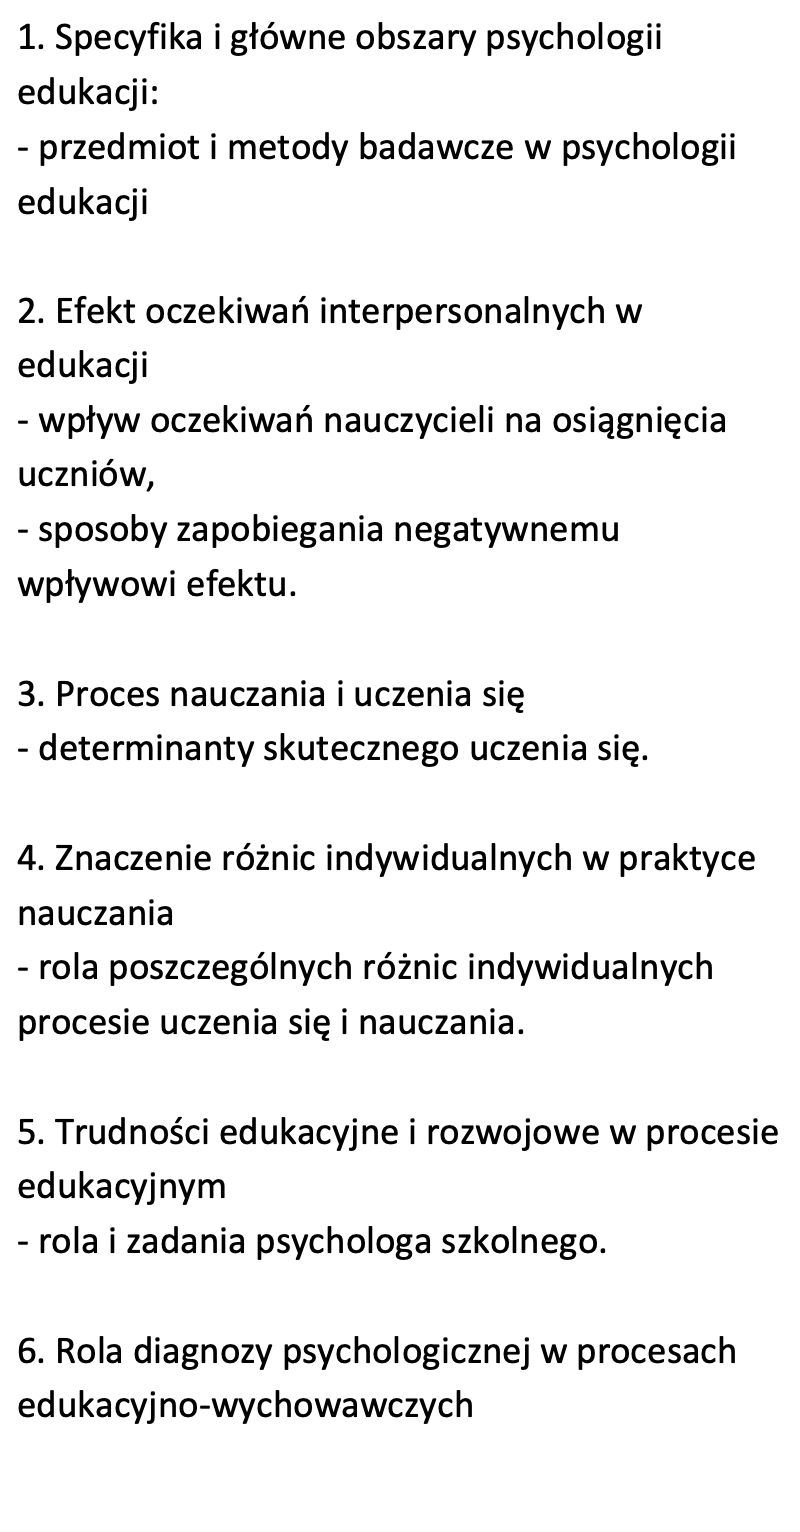 1. Specyfika i główne obszary psychologii
edukacji:
- przedmiot i metody badawcze w psychologii
edukacji
2. Efekt oczekiwań interpersonalnych w
edukacji
- wpływ oczekiwań nauczycieli na osiągnięcia
uczniów,
- sposoby zapobiegania negatywnemu
wpływowi efektu.
3. Proces nauczania i uczenia się
- determinanty skutecznego uczenia się.
4. Znaczenie różnic indywidualnych w praktyce
nauczania
- rola poszczególnych różnic indywidualnych
procesie uczenia się i nauczania.
5. Trudności edukacyjne i rozwojowe w procesie
edukacyjnym
- rola i zadania psychologa szkolnego.
6. Rola diagnozy psychologicznej w procesach
edukacyjno-wychowawczych